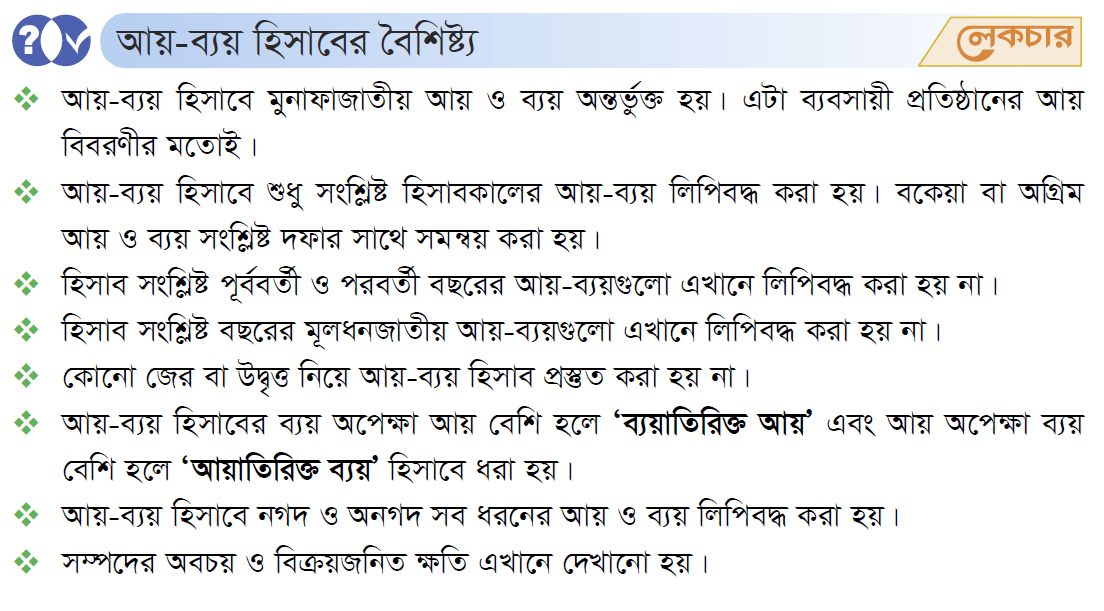 আয়-ব্যয় হিসাবের বৈশিষ্ট্য
লেকচার
❖ আয়-ব্যয় হিসাবে মুনাফাজাতীয় আয় ও ব্যয় অন্তর্ভুক্ত হয়। এটা ব্যবসায়ী প্রতিষ্ঠানের আয়
বিবরণীর মতোই।
❖ আয়-ব্যয় হিসাবে শুধু সংশ্লিষ্ট হিসাবকালের আয়-ব্যয় লিপিবদ্ধ করা হয়। বকেয়া বা অগ্রিম
আয় ও ব্যয় সংশ্লিষ্ট দফার সাথে সমন্বয় করা হয়।
❖ হিসাব সংশ্লিষ্ট পূর্ববর্তী ও পরবর্তী বছরের আয়-ব্যয়গুলো এখানে লিপিবদ্ধ করা হয় না।
❖ হিসাব সংশ্লিষ্ট বছরের মূলধনজাতীয় আয়-ব্যয়গুলো এখানে লিপিবদ্ধ করা হয় না।
❖ কোনো জের বা উদ্বৃত্ত নিয়ে আয়-ব্যয় হিসাব প্রস্তুত করা হয় না।
❖ আয়-ব্যয় হিসাবের ব্যয় অপেক্ষা আয় বেশি হলে ‘ব্যয়াতিরিক্ত আয়’ এবং আয় অপেক্ষা ব্যয়
বেশি হলে ‘আয়াতিরিক্ত ব্যয়’ হিসাবে ধরা হয়।
❖ আয়-ব্যয় হিসাবে নগদ ও অনগদ সব ধরনের আয় ও ব্যয় লিপিবদ্ধ করা হয়।
❖ সম্পদের অবচয় ও বিক্রয়জনিত ক্ষতি এখানে দেখানো হয়।